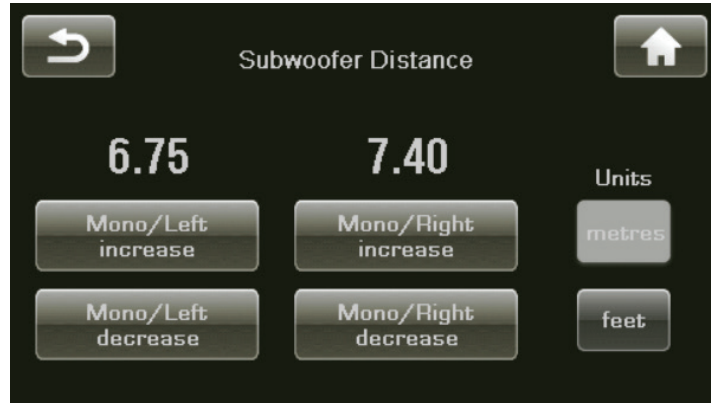 Subwoofer Distance
6.75
7.40
Units
Mono/Left
increase
Mono/Right
increase
metres
Mono/Left
decrease
Mono/Right
decrease
feet